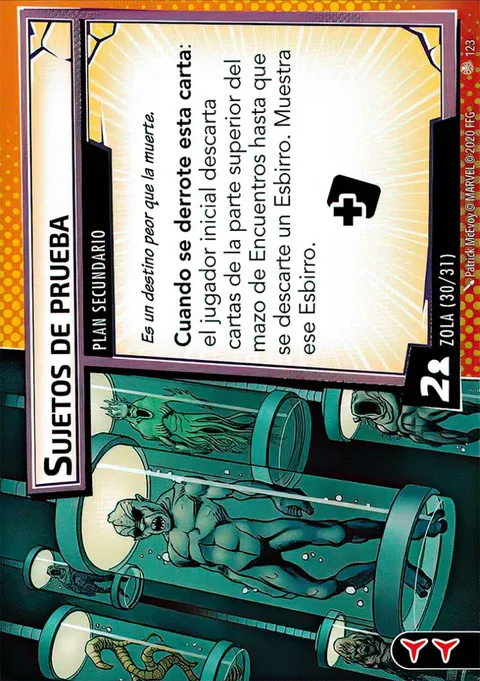 SUJETOS DE PRUEBA
PLAN SECUNDARIO
Es un destino peor que la muerte.
Cuando se derrote esta carta:
el jugador inicial descarta
cartas de la parte superior del
mazo de Encuentros hasta que
se descarte un Esbirro. Muestra
ese Esbirro.
2
ZOLA (30/31)
Patrick McEvoy © MARVEL © 2020 FFG
123